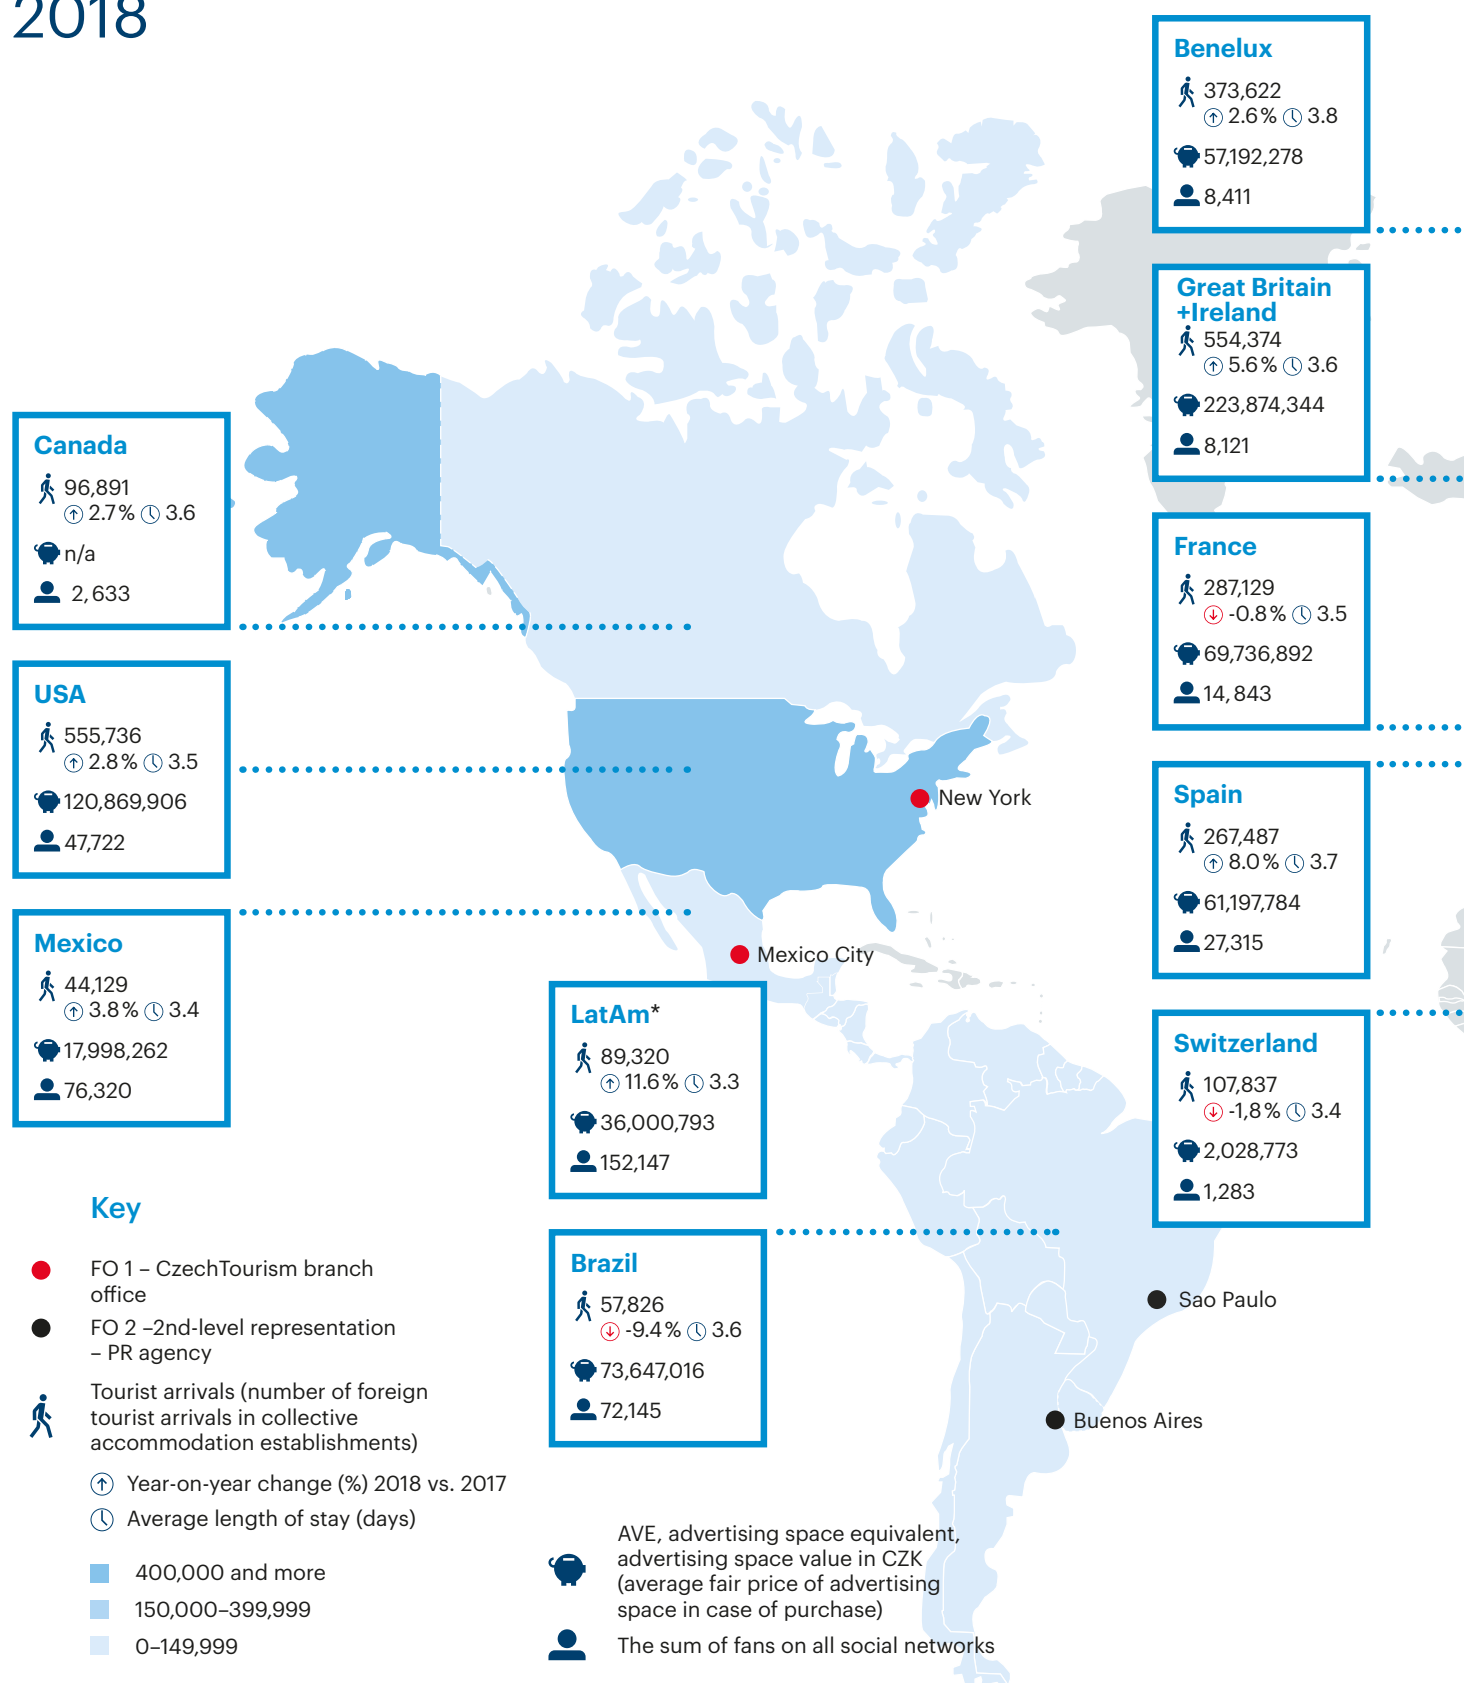 2018
Benelux
373,622
2.6% 3.8
57,192,278
8,411
Great Britain
+Ireland
554,374
5.6% 3.6
223,874,344
8,121
Canada
96,891
2.7% 3.6
n/a
2,633
France
287,129
-0.8% 3.5
69,736,892
14,843
USA
555,736
2.8% 3.5
120,869,906
47,722
New York
Spain
267,487
8.0% 3.7
61,197,784
27,315
Mexico
44,129
3.8% 3.4
17,998,262
76,320
Mexico City
LatAm*
89,320
11.6% 3.3
36,000,793
152,147
Switzerland
107,837
-1,8% 3.4
2,028,773
1,283
Brazil
57,826
-9.4% 3.6
73,647,016
72,145
Sao Paulo
Buenos Aires
Key
FO 1 – CzechTourism branch
office
FO 2 –2nd-level representation
– PR agency
Tourist arrivals (number of foreign
tourist arrivals in collective
accommodation establishments)
Year-on-year change (%) 2018 vs. 2017
Average length of stay (days)
400,000 and more
150,000–399,999
0–149,999
AVE, advertising space equivalent,
advertising space value in CZK
(average fair price of advertising
space in case of purchase)
The sum of fans on all social networks